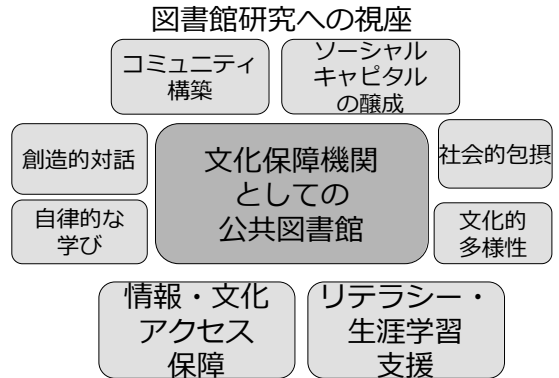 図書館研究への視座
コミュニティ
構築
ソーシャル
キャピタル
の醸成
創造的対話
自律的な
学び
文化保障機関
としての
公共図書館
社会的包摂
文化的
多様性
情報・文化
アクセス
保障
リテラシー・
生涯学習
支援